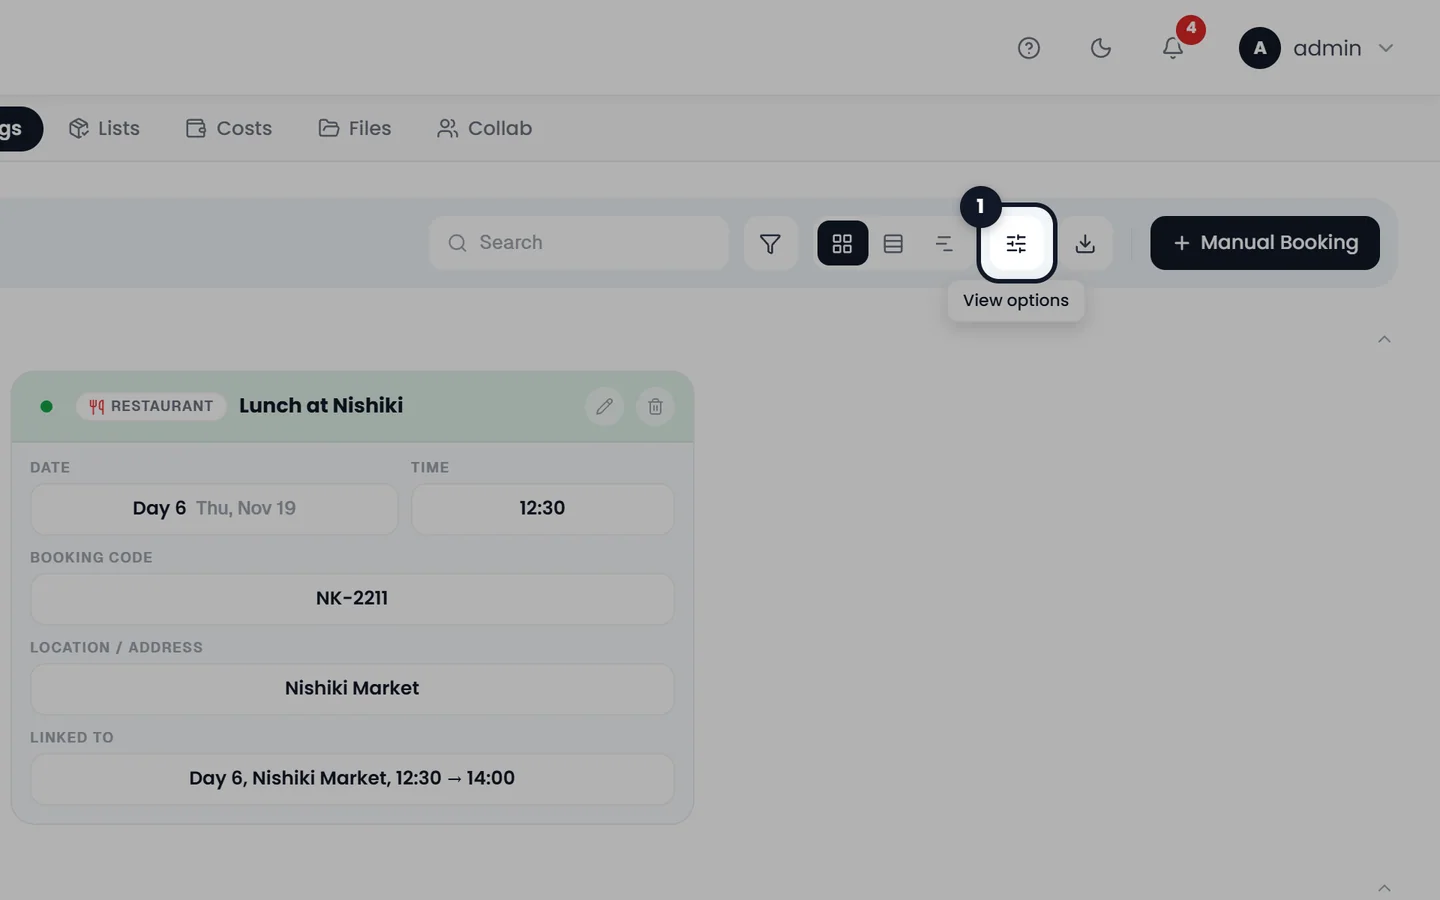 4
A
admin
gs
Lists
Costs
Files
Collab
1
Search
Manual Booking
View options
RESTAURANT
Lunch at Nishiki
DATE
TIME
Day 6 Thu, Nov 19
12:30
BOOKING CODE
NK-2211
LOCATION / ADDRESS
Nishiki Market
LINKED TO
Day 6, Nishiki Market, 12:30 → 14:00